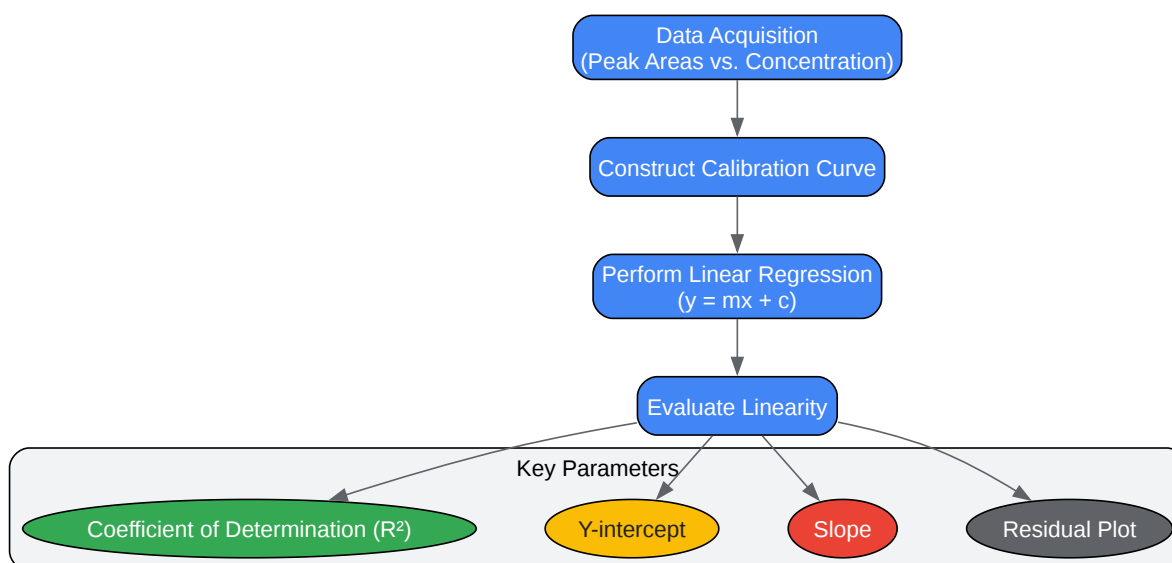 Data Acquisition
(Peak Areas vs. Concentration)
Construct Calibration Curve
Perform Linear Regression
(y = mx + c)
Evaluate Linearity
Key Parameters
Coefficient of Determination (R²)
Y-intercept
Slope
Residual Plot